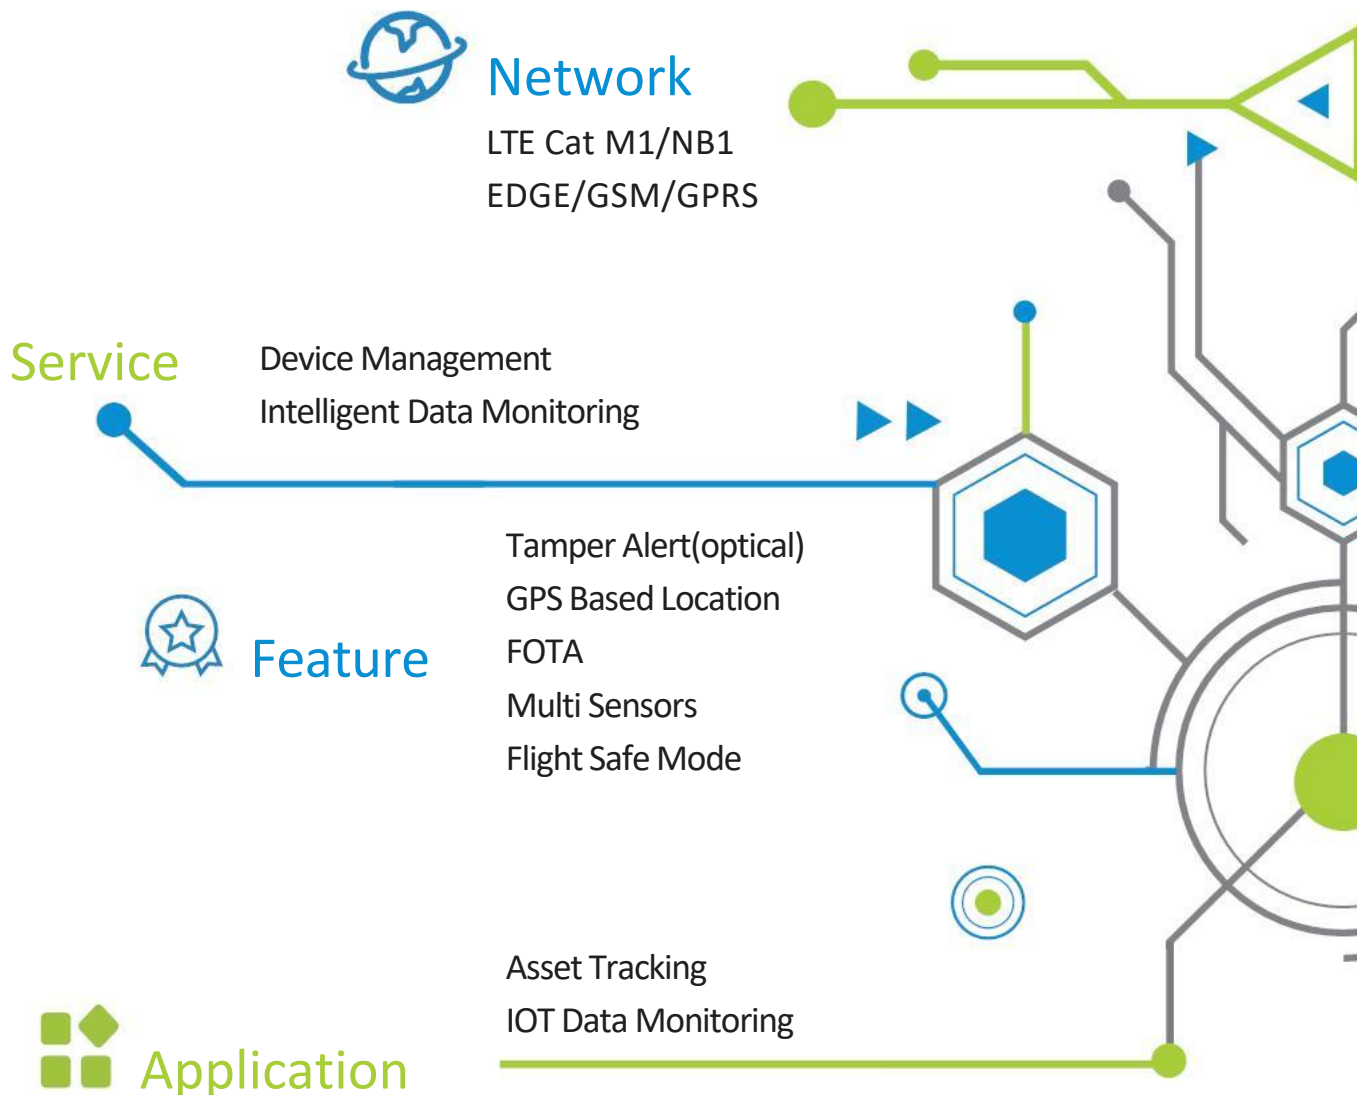 Network
LTE Cat M1/NB1
EDGE/GSM/GPRS
Service
Device Management
Intelligent Data Monitoring
Tamper Alert(optical)
GPS Based Location
Feature
FOTA
Multi Sensors
Flight Safe Mode
Asset Tracking
IOT Data Monitoring
Application